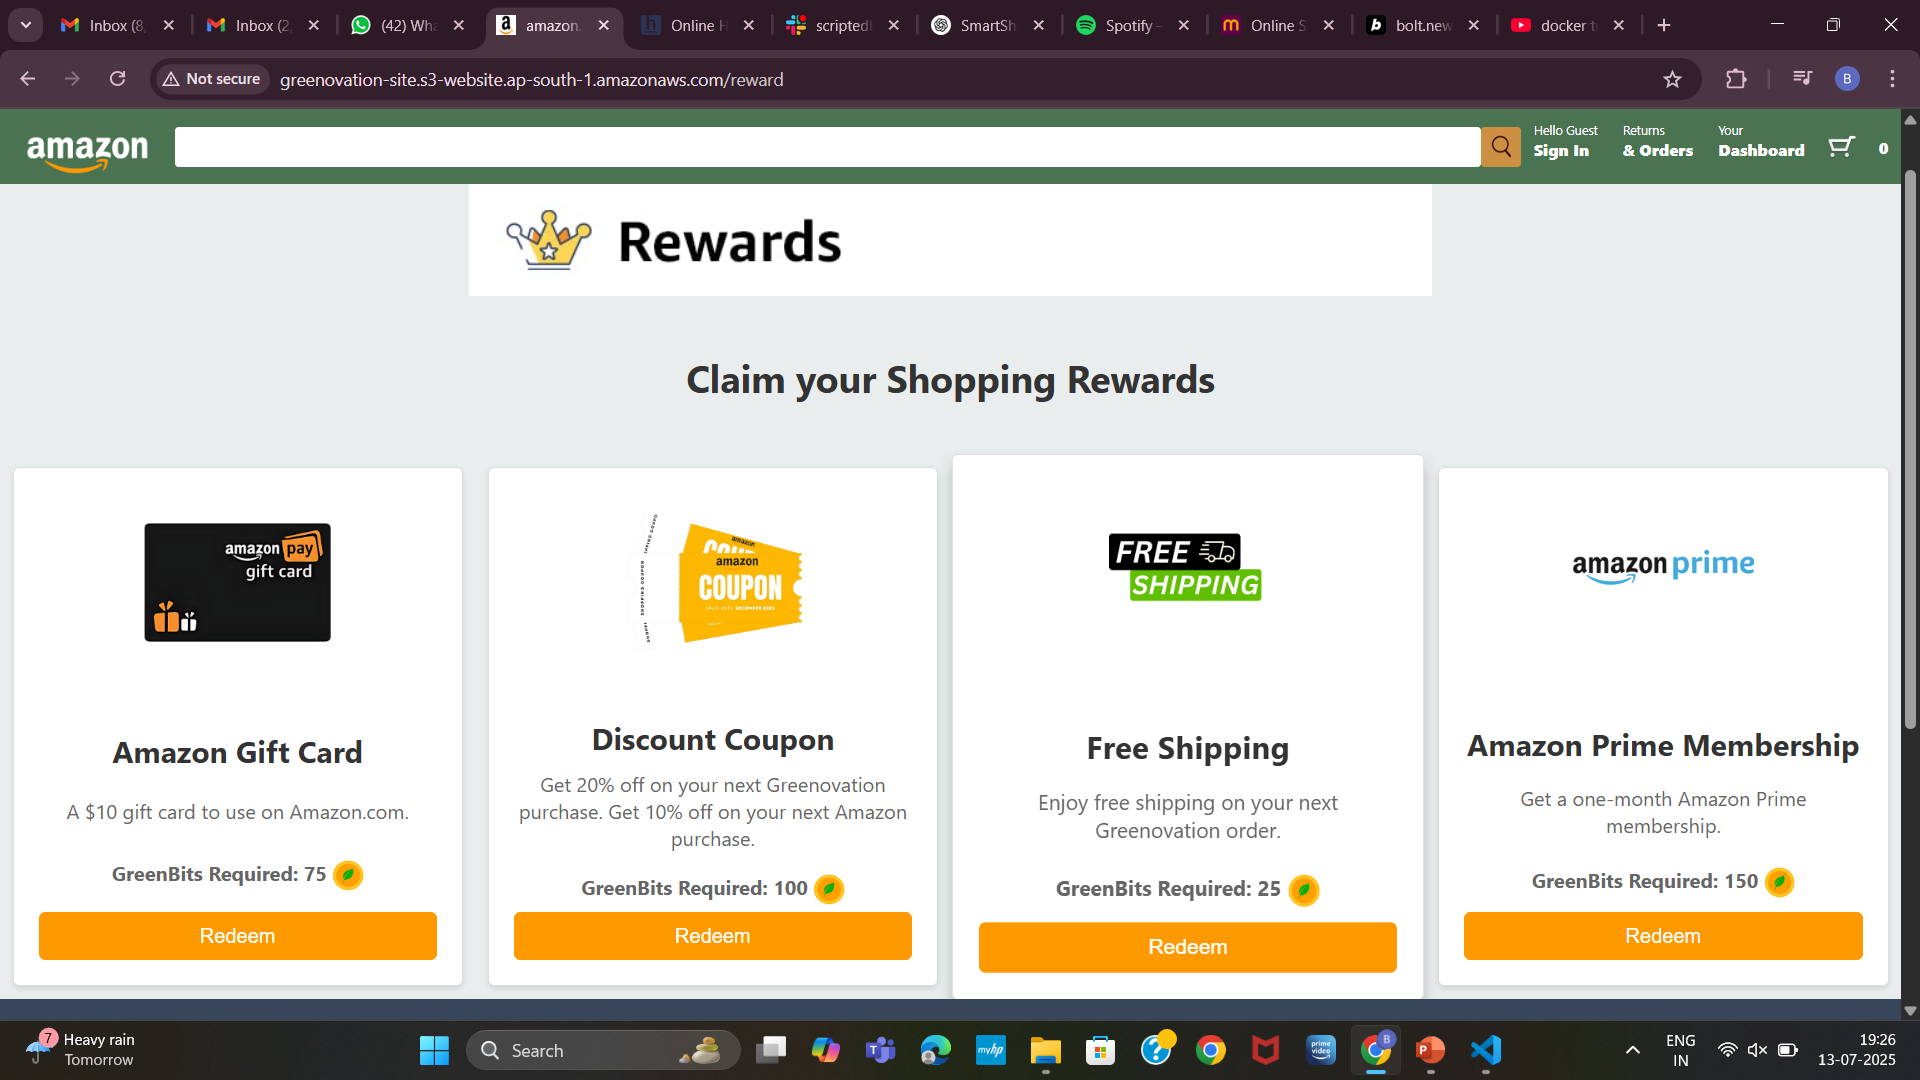 Inbox (8,
Inbox (2,
(42) Wha
amazon.
Online H
scripted
SmartSh
Spotify -
Online S
bolt.new
docker t
Not secure
greenovation-site.s3-website.ap-south-1.amazonaws.com/reward
B
amazon
Hello Guest
Sign In
Returns
& Orders
Your
Dashboard
0
Rewards
Claim your Shopping Rewards
amazon pay
gift card
Amazon Gift Card
A $10 gift card to use on Amazon.com.
GreenBits Required: 75
Redeem
amazon
COUPON
Discount Coupon
Get 20% off on your next Greenovation
purchase. Get 10% off on your next Amazon
purchase.
GreenBits Required: 100
Redeem
FREE
SHIPPING
Free Shipping
Enjoy free shipping on your next
Greenovation order.
GreenBits Required: 25
Redeem
amazon prime
Amazon Prime Membership
Get a one-month Amazon Prime
membership.
GreenBits Required: 150
Redeem
7
Heavy rain
Tomorrow
Search
myhp
prime
video
B
ENG
IN
19:26
13-07-2025